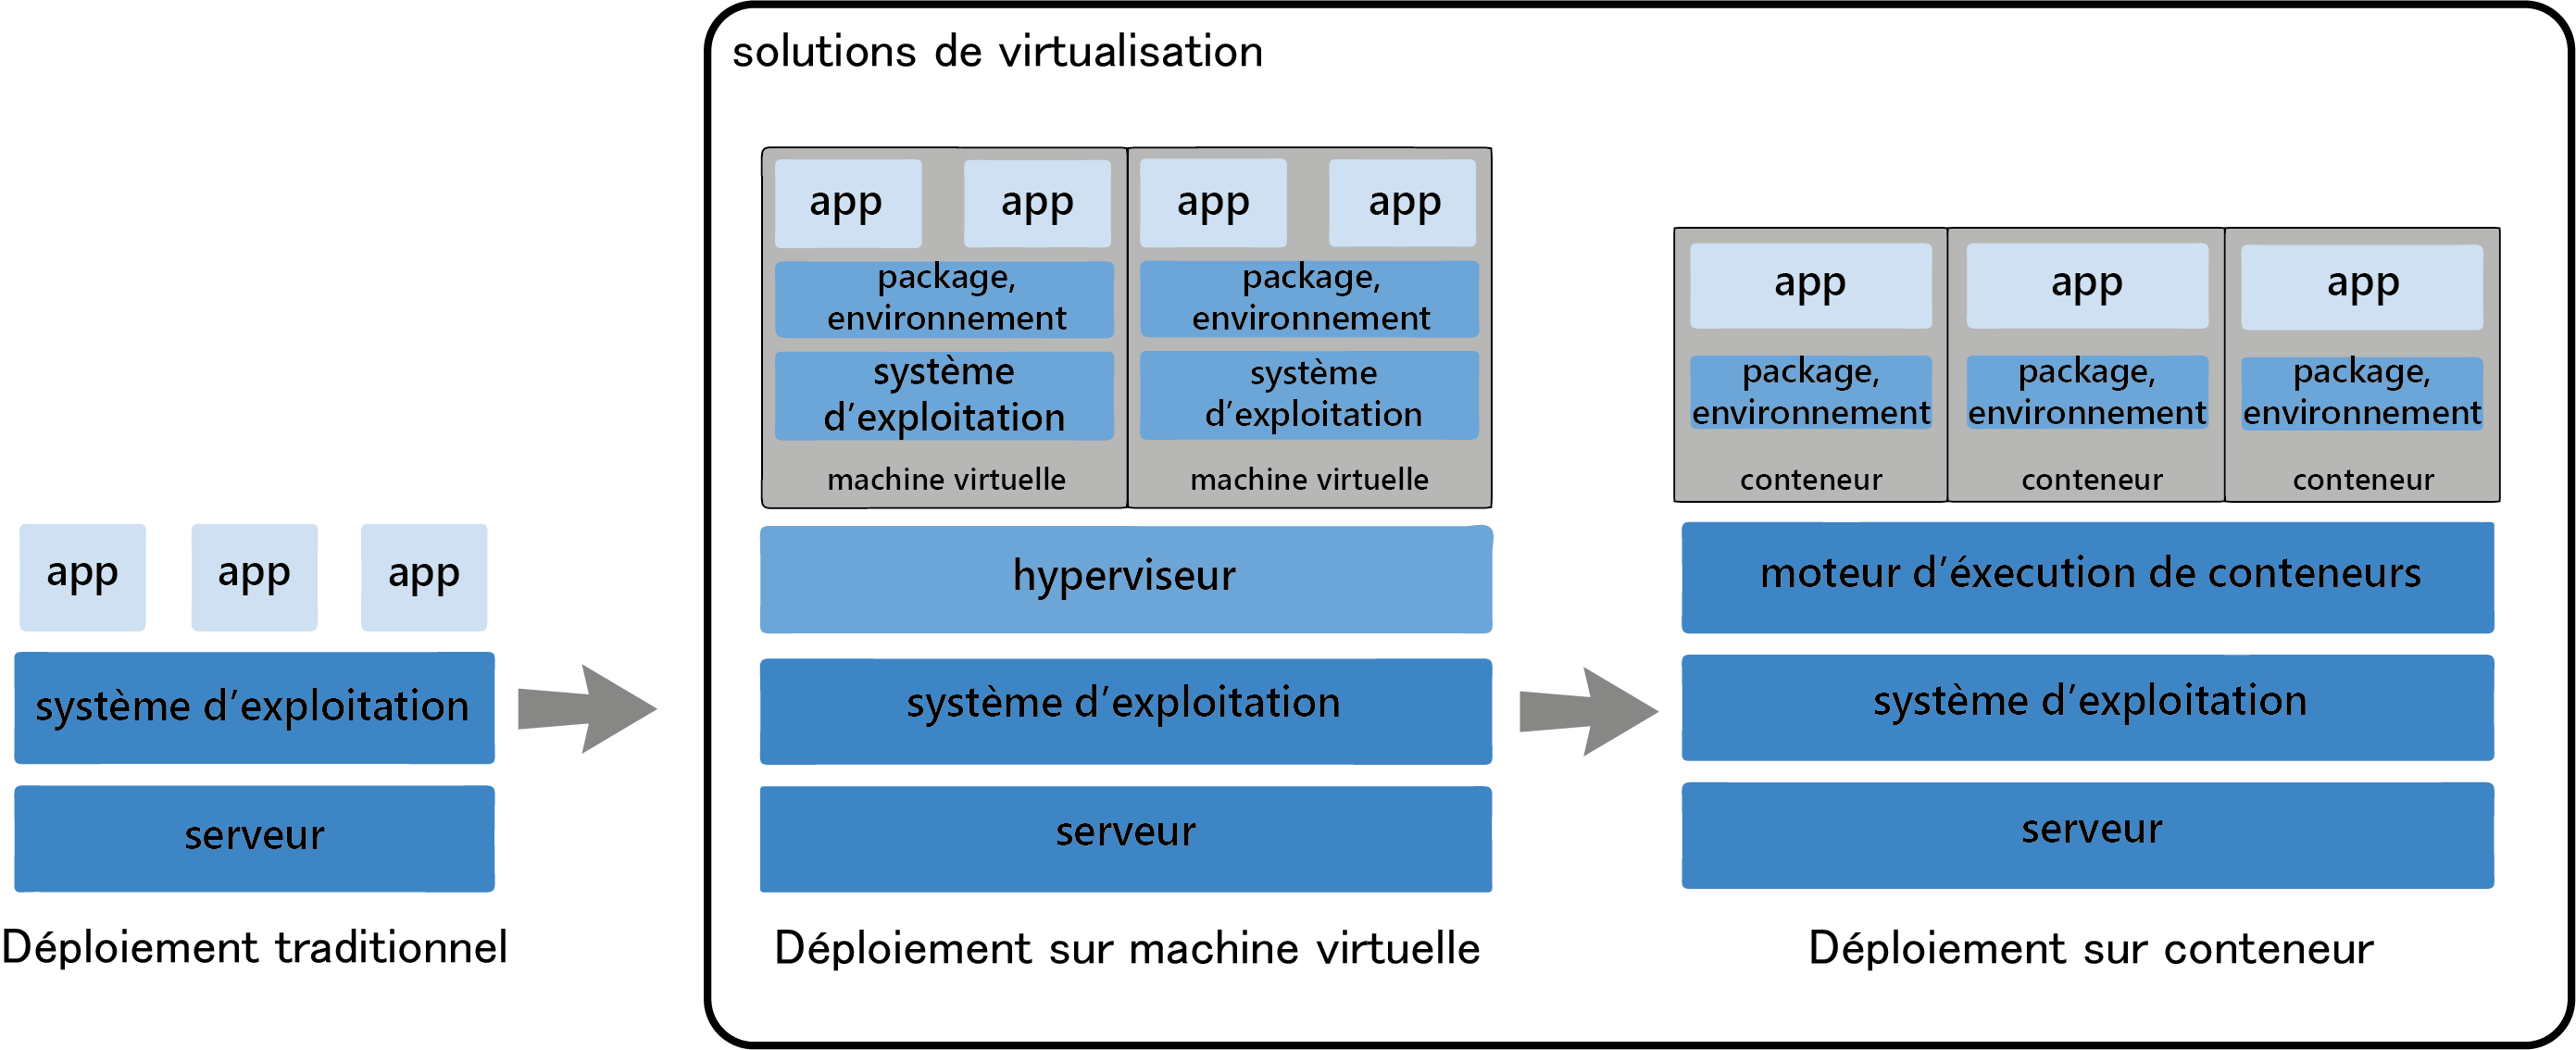 solutions de virtualisation
app app app app
package, package,
environnement environnement
système système
d’exploitation d’exploitation
machine virtuelle machine virtuelle
hyperviseur
système d’exploitation
serveur
Déploiement sur machine virtuelle
app app app
package, package, package,
environnement environnement environnement
conteneur conteneur conteneur
moteur d’éxecution de conteneurs
système d’exploitation
serveur
Déploiement sur conteneur
app app app
système d’exploitation
serveur
Déploiement traditionnel